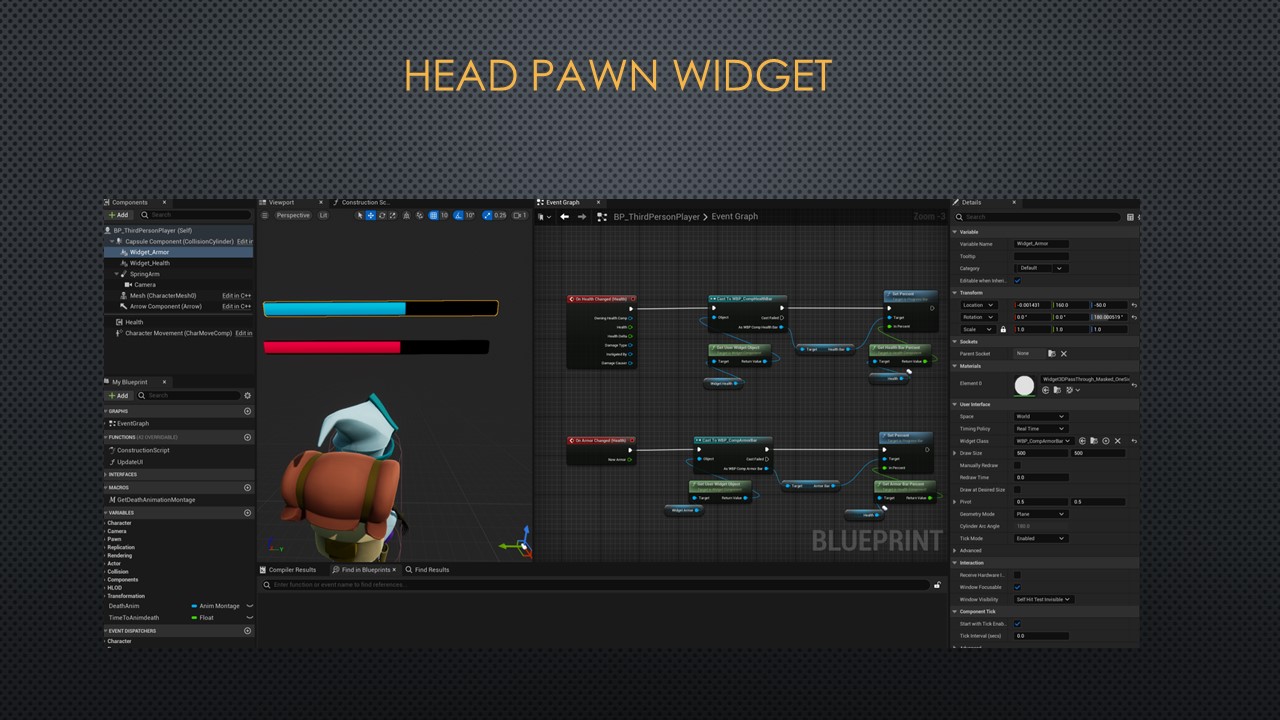 HEAD PAWN WIDGET
Components
Add
Search
BP_ThirdPersonPlayer (Self)
Capsule Component (CollisionCylinder) Edit in
Widget_Armor
Widget_Health
SpringArm
Camera
Mesh (CharacterMesh0) Edit in C++
Arrow Component (Arrow) Edit in C++
Health
Character Movement (CharMoveComp) Edit in
My Blueprint
Add
Search
GRAPHS
EventGraph
FUNCTIONS
ConstructionScript
UpdateUI
INTERFACES
MACROS
GetDeathAnimationMontage
VARIABLES
Character
Camera
Pawn
Replication
Rendering
Actor
Collision
Components
HLOD
Transformation
DeathAnim Anim Montage
TimeToAnimdeath Float
EVENT DISPATCHERS
Character
Viewport
Construction Sc...
Perspective Lit
10 10° 0.25 1
Event Graph
BP_ThirdPersonPlayer > Event Graph
Zoom -3
On Health Changed (Health)
Owning Health Comp
Health
Health Delta
Damage Type
Instigated By
Damage Causer
Cast To WBP_CompHealthBar
Object Cast Failed
As WBP Comp Health Bar
Get User Widget Object
Target Return Value
Widget Health
Target Health Bar
Set Percent
Target
In Percent
Get Health Bar Percent
Target Return Value
Health
On Armor Changed (Health)
New Armor
Cast To WBP_CompArmorBar
Object Cast Failed
As WBP Comp Armor Bar
Get User Widget Object
Target Return Value
Widget Armor
Target Armor Bar
Set Percent
Target
In Percent
Get Armor Bar Percent
Target Return Value
Health
BLUEPRINT
Compiler Results
Find in Blueprints
Find Results
Enter function or event name to find references...
Details
Search
Variable
Variable Name Widget_Armor
Tooltip
Category Default
Editable when Inheri...
Transform
Location -0.001431 160.0 -50.0
Rotation 0.0° 0.0° 180.000519°
Scale 1.0 1.0 1.0
Sockets
Parent Socket None
Materials
Element 0 Widget3DPassThrough_Masked_OneSi
User Interface
Space World
Timing Policy Real Time
Widget Class WBP_CompArmorBar
Draw Size 500 500
Manually Redraw
Redraw Time 0.0
Draw at Desired Size
Pivot 0.5 0.5
Geometry Mode Plane
Cylinder Arc Angle 180.0
Tick Mode Enabled
Advanced
Interaction
Receive Hardware I...
Window Focusable
Window Visibility Self Hit Test Invisible
Component Tick
Start with Tick Enab...
Tick Interval (secs) 0.0